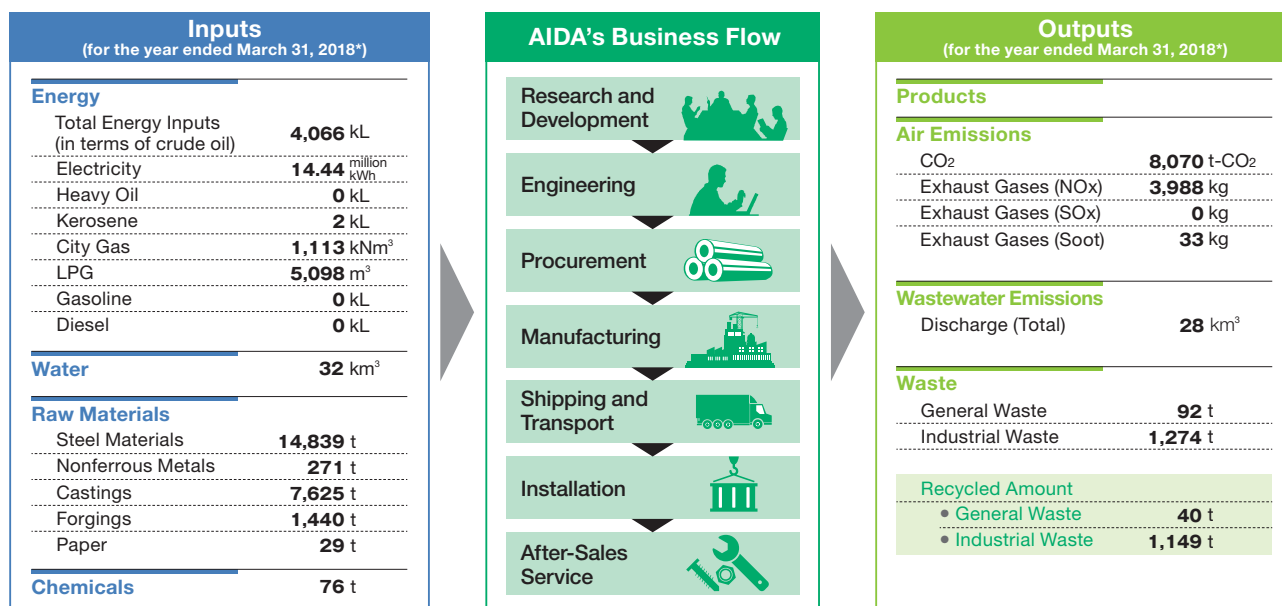 Inputs
(for the year ended March 31, 2018*)
Energy
Total Energy Inputs
(in terms of crude oil) 4,066 kL
Electricity 14.44 million kWh
Heavy Oil 0 kL
Kerosene 2 kL
City Gas 1,113 kNm³
LPG 5,098 m³
Gasoline 0 kL
Diesel 0 kL
Water 32 km³
Raw Materials
Steel Materials 14,839 t
Nonferrous Metals 271 t
Castings 7,625 t
Forgings 1,440 t
Paper 29 t
Chemicals 76 t
AIDA's Business Flow
Research and
Development
Engineering
Procurement
Manufacturing
Shipping and
Transport
Installation
After-Sales
Service
Outputs
(for the year ended March 31, 2018*)
Products
Air Emissions
CO2 8,070 t-CO2
Exhaust Gases (NOx) 3,988 kg
Exhaust Gases (SOx) 0 kg
Exhaust Gases (Soot) 33 kg
Wastewater Emissions
Discharge (Total) 28 km³
Waste
General Waste 92 t
Industrial Waste 1,274 t
Recycled Amount
• General Waste 40 t
• Industrial Waste 1,149 t